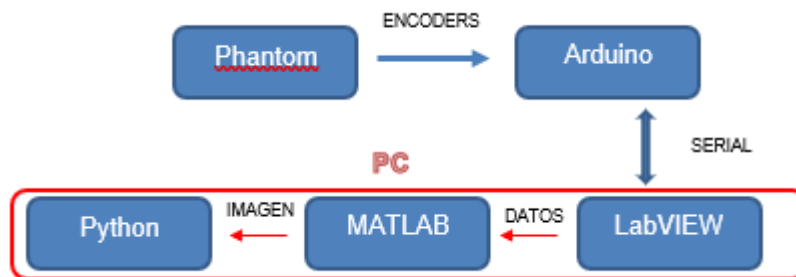 ENCODERS
Phantom
Arduino
SERIAL
PC
Python
IMAGEN
MATLAB
DATOS
LabVIEW